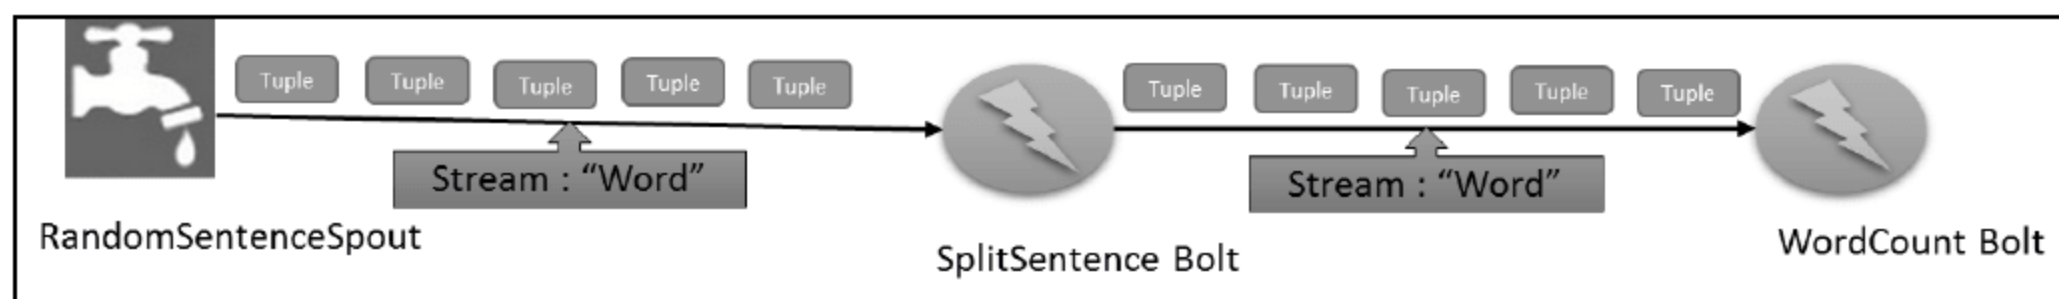 Tuple Tuple Tuple Tuple Tuple
Tuple Tuple Tuple Tuple Tuple
Stream : “Word”
Stream : “Word”
RandomSentenceSpout
SplitSentence Bolt
WordCount Bolt